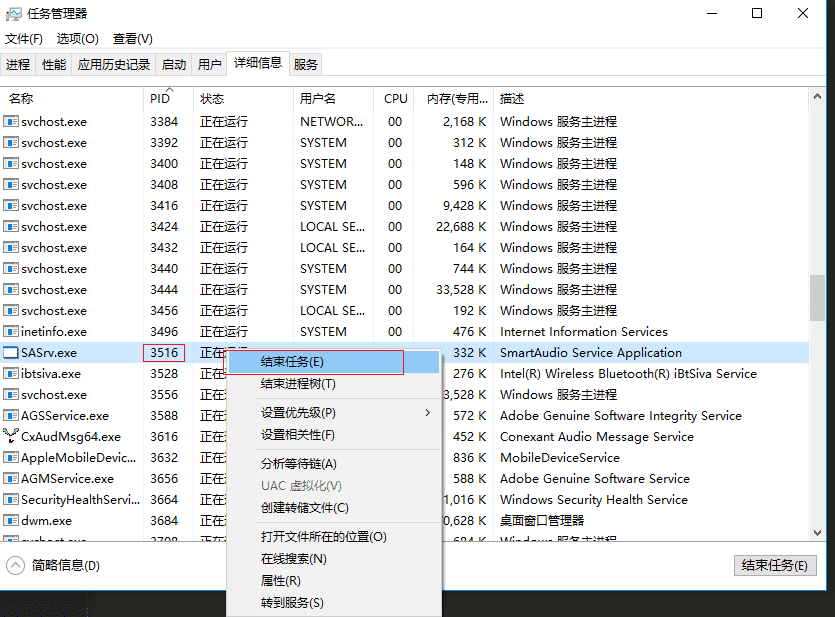 任务管理器
文件(F) 选项(O) 查看(V)
进程 性能 应用历史记录 启动 用户 详细信息 服务
名称 PID 状态 用户名 CPU 内存(专用... 描述
svchost.exe 3384 正在运行 NETWOR... 00 2,168 K Windows 服务主进程
svchost.exe 3392 正在运行 SYSTEM 00 312 K Windows 服务主进程
svchost.exe 3400 正在运行 SYSTEM 00 148 K Windows 服务主进程
svchost.exe 3408 正在运行 SYSTEM 00 596 K Windows 服务主进程
svchost.exe 3416 正在运行 SYSTEM 00 9,428 K Windows 服务主进程
svchost.exe 3424 正在运行 LOCAL SE... 00 22,688 K Windows 服务主进程
svchost.exe 3432 正在运行 LOCAL SE... 00 164 K Windows 服务主进程
svchost.exe 3440 正在运行 SYSTEM 00 744 K Windows 服务主进程
svchost.exe 3444 正在运行 SYSTEM 00 33,528 K Windows 服务主进程
svchost.exe 3456 正在运行 LOCAL SE... 00 192 K Windows 服务主进程
inetinfo.exe 3496 正在运行 SYSTEM 00 476 K Internet Information Services
SASrv.exe 3516 正在 332 K SmartAudio Service Application
ibtsiva.exe 3528 正在 276 K Intel(R) Wireless Bluetooth(R) iBtSiva Service
svchost.exe 3556 正在 3,528 K Windows 服务主进程
AGSService.exe 3588 正在 572 K Adobe Genuine Software Integrity Service
CxAudMsg64.exe 3616 正在 452 K Conexant Audio Message Service
AppleMobileDevic... 3632 正在 836 K MobileDeviceService
AGMService.exe 3656 正在 588 K Adobe Genuine Software Service
SecurityHealthServi... 3664 正在 1,016 K Windows Security Health Service
dwm.exe 3684 正在 0,628 K 桌面窗口管理器
svchost.exe 3708 正在 684 K Windows 服务主进程
结束任务(E)
结束进程树(T)
设置优先级(P)
设置相关性(F)
分析等待链(A)
UAC 虚拟化(V)
创建转储文件(C)
打开文件所在的位置(O)
在线搜索(N)
属性(R)
转到服务(S)
简略信息(D) 结束任务(E)